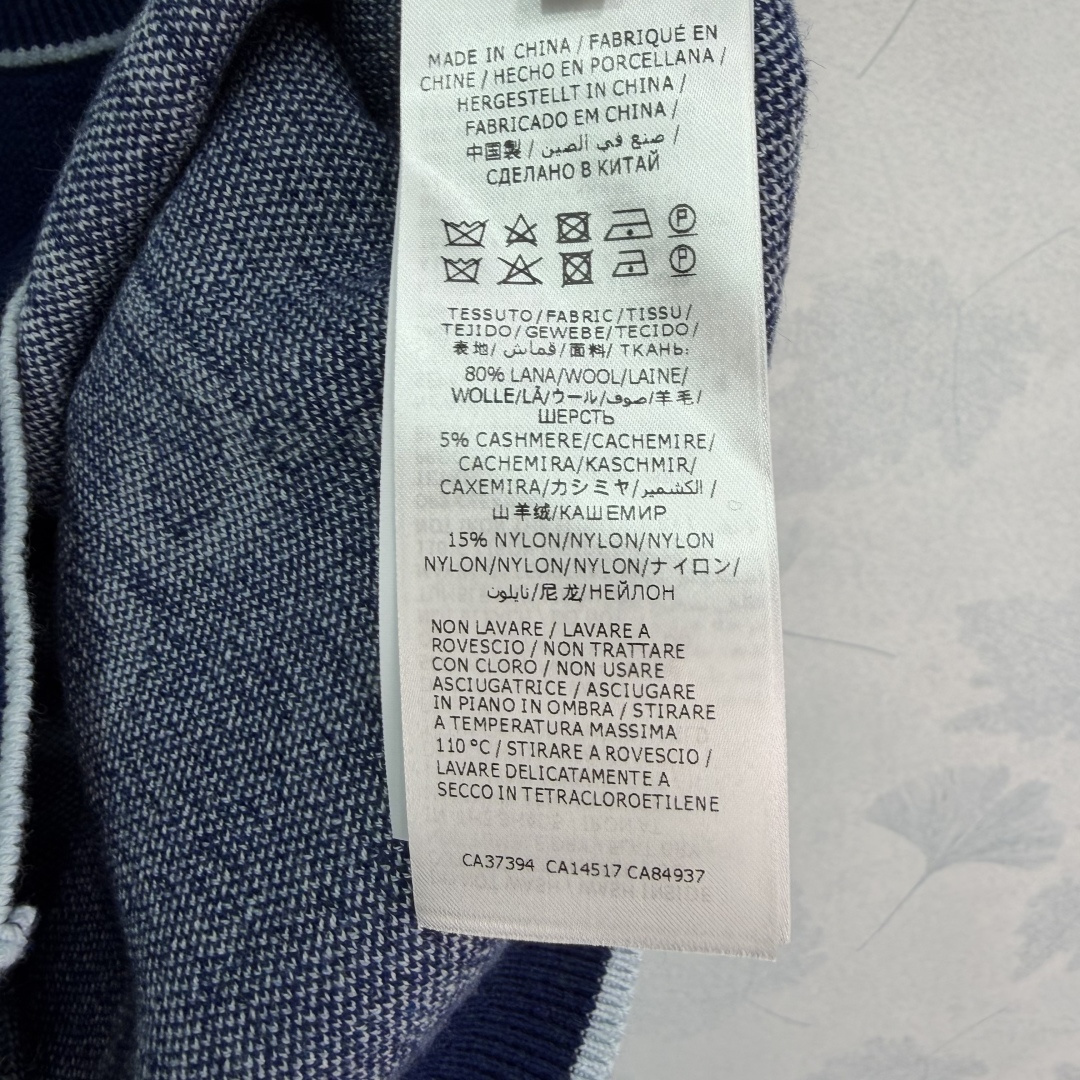 MADE IN CHINA / FABRIQUÉ EN
CHINE / HECHO EN PORCELLANA /
HERGESTELLT IN CHINA /
FABRICADO EM CHINA /
中国製 / صنع في الصين /
СДЕЛАНО В КИТАЙ
P
P
TESSUTO/FABRIC/TISSU/
TEJIDO/GEWEBE/TECIDO/
表地/ قماش /面料/ ТКАНЬ:
80% LANA/WOOL/LAINE/
WOLLE/LÃ/ウール/صوف/羊毛/
ШЕРСТЬ
5% CASHMERE/CACHEMIRE/
CACHEMIRA/KASCHMIR/
CAXEMIRA/カシミヤ/الكشمير /
山羊绒/КАШЕМИР
15% NYLON/NYLON/NYLON
NYLON/NYLON/NYLON/ナイロン/
نايلون/尼龙/НЕЙЛОН
NON LAVARE / LAVARE A
ROVESCIO / NON TRATTARE
CON CLORO / NON USARE
ASCIUGATRICE / ASCIUGARE
IN PIANO IN OMBRA / STIRARE
A TEMPERATURA MASSIMA
110 °C / STIRARE A ROVESCIO /
LAVARE DELICATAMENTE A
SECCO IN TETRACLOROETILENE
CA37394 CA14517 CA84937